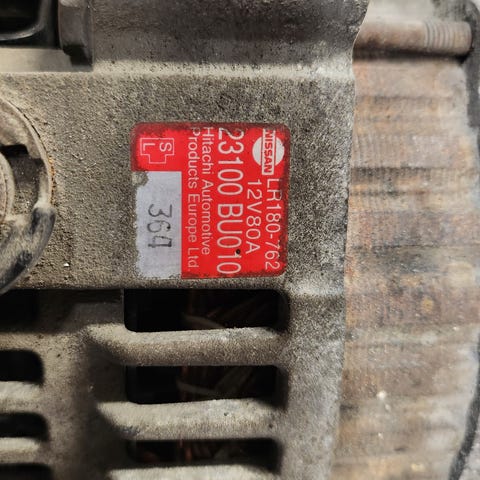 NISSAN
LR180-762
12V80A
23100 BU010
Hitachi Automotive
Products Europe Ltd
S
L
364